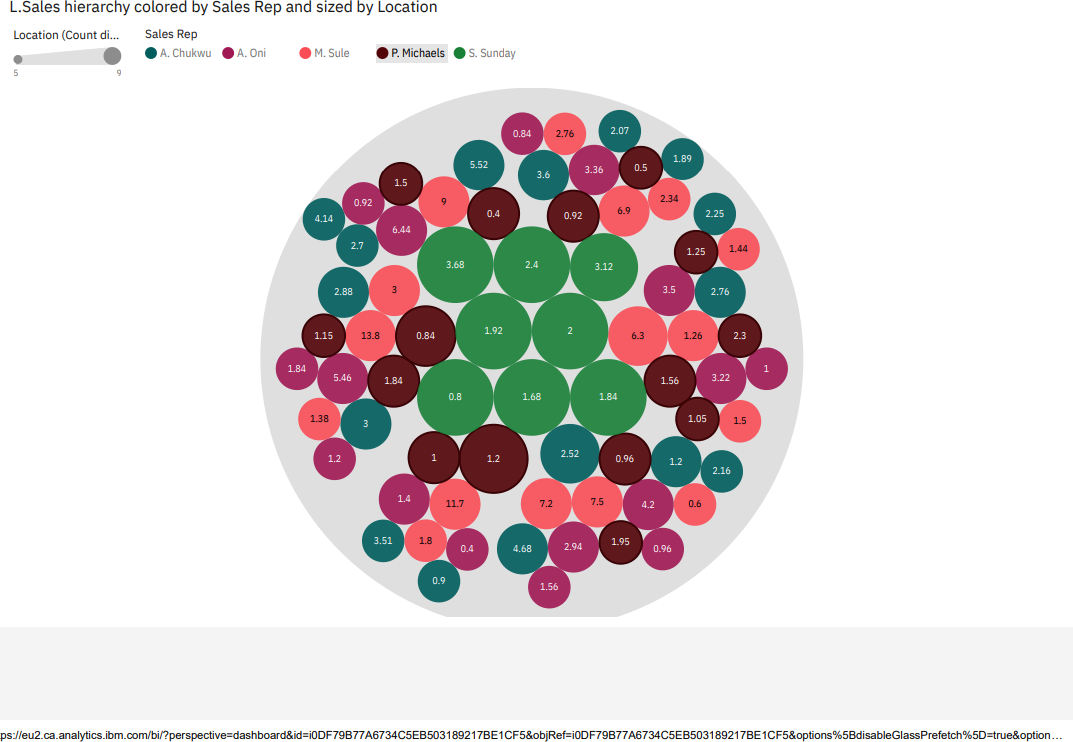 L.Sales hierarchy colored by Sales Rep and sized by Location
Location (Count di...
5 9
Sales Rep
A. Chukwu A. Oni M. Sule P. Michaels S. Sunday
0.84 2.76 2.07
5.52 3.6 3.36 0.5 1.89
1.5 0.92 9 0.4 0.92 6.9 2.34
4.14 6.44 2.25
2.7 3.68 2.4 3.12 1.25 1.44
2.88 3 3.5 2.76
1.15 13.8 0.84 1.92 2 6.3 1.26 2.3
1.84 5.46 1.84 1.56 3.22 1
0.8 1.68 1.84
1.38 3 1.05 1.5
1.2 1 1.2 2.52 0.96 1.2 2.16
1.4 11.7 7.2 7.5 4.2 0.6
3.51 1.8 0.4 4.68 2.94 1.95 0.96
0.9 1.56
ps://eu2.ca.analytics.ibm.com/bi/?perspective=dashboard&id=i0DF79B77A6734C5EB503189217BE1CF5&objRef=i0DF79B77A6734C5EB503189217BE1CF5&options%5BdisableGlassPrefetch%5D=true&option…